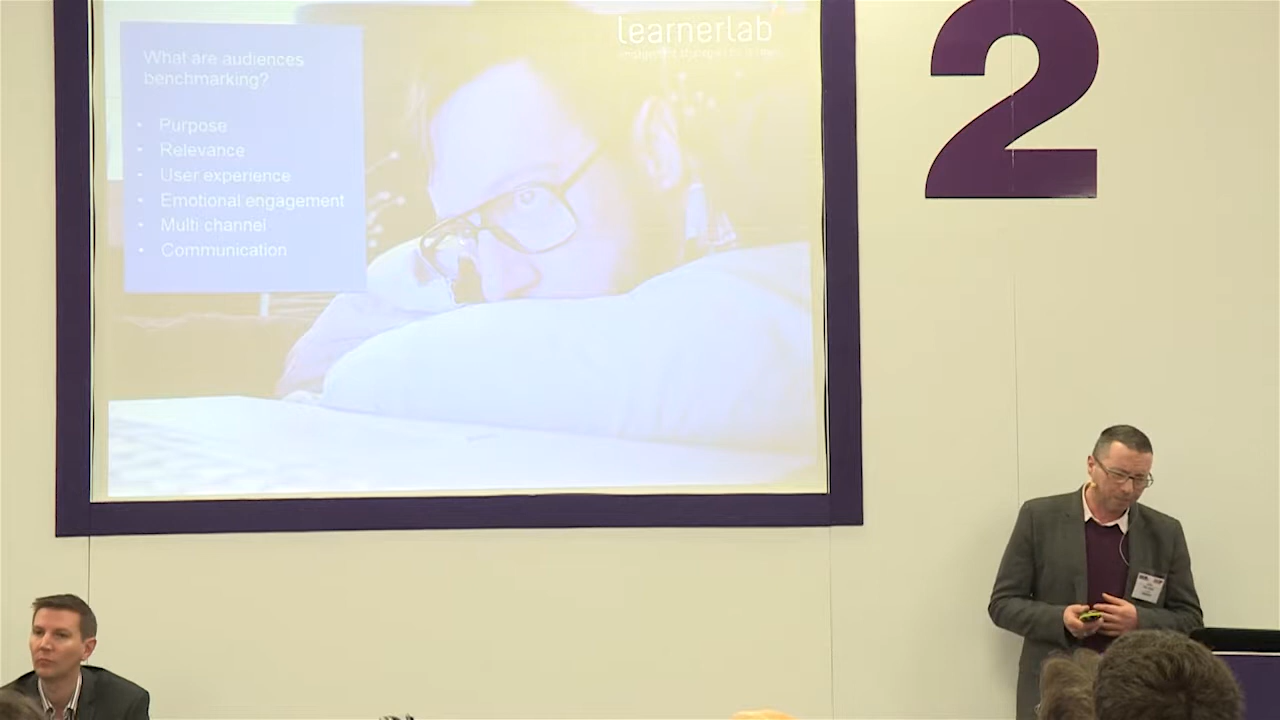 learnerlab
What are audiences
benchmarking?
• Purpose
• Relevance
• User experience
• Emotional engagement
• Multi channel
• Communication
2